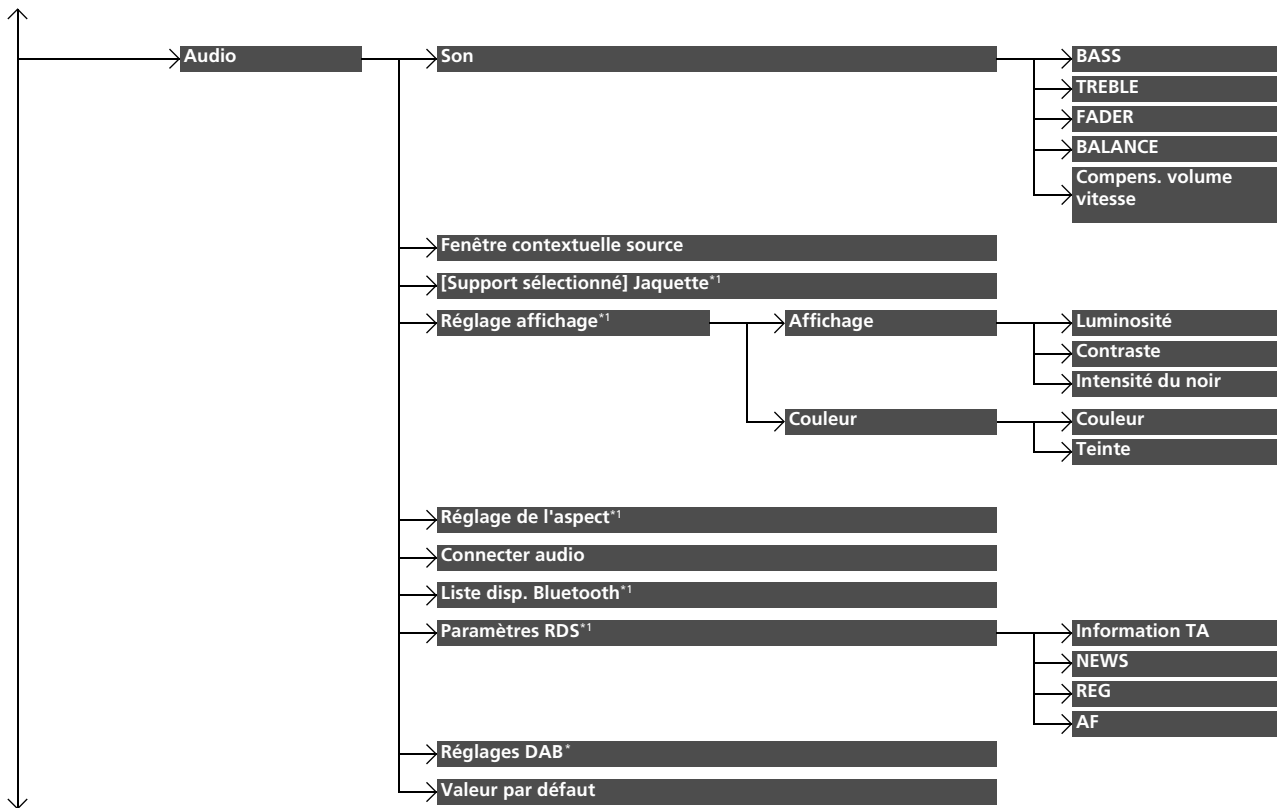 Audio
Son
BASS
TREBLE
FADER
BALANCE
Compens. volume
vitesse
Fenêtre contextuelle source
[Support sélectionné] Jaquette*1
Réglage affichage*1
Affichage
Luminosité
Contraste
Intensité du noir
Couleur
Couleur
Teinte
Réglage de l'aspect*1
Connecter audio
Liste disp. Bluetooth*1
Paramètres RDS*1
Information TA
NEWS
REG
AF
Réglages DAB*
Valeur par défaut